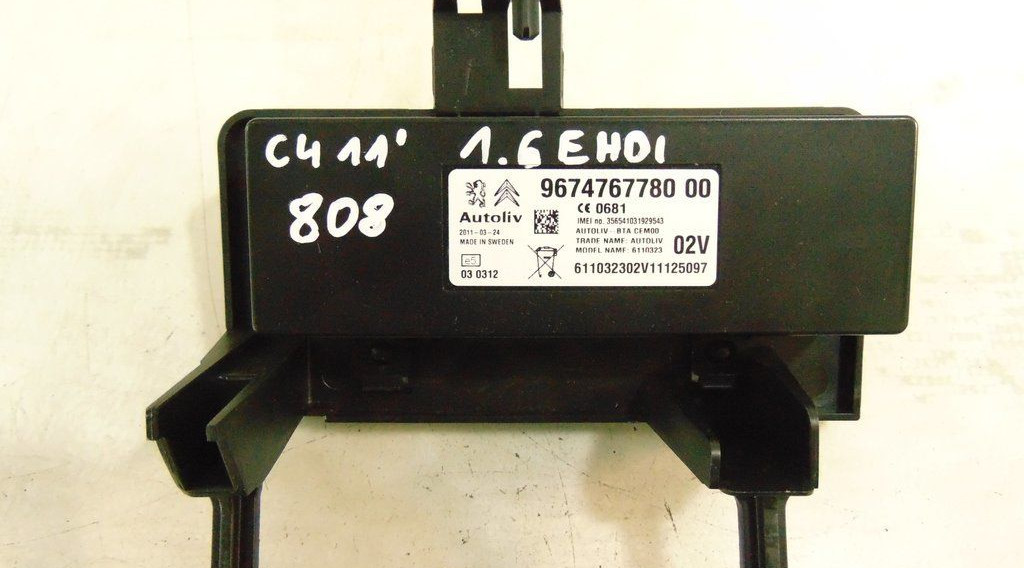 C4 11' 1.6 EHDI
808
9674767780 00
CE 0681
Autoliv
IMEI no. 356541031929543
2011-03-24
AUTOLIV - BTA CEM00
MADE IN SWEDEN
TRADE NAME: AUTOLIV
MODEL NAME: 6110323
02V
e5
03 0312
611032302V11125097